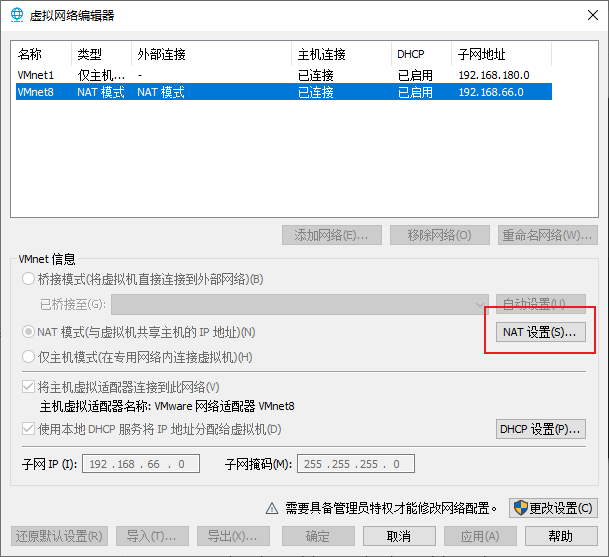 虚拟网络编辑器
名称 类型 外部连接 主机连接 DHCP 子网地址
VMnet1 仅主机... - 已连接 已启用 192.168.180.0
VMnet8 NAT 模式 NAT 模式 已连接 已启用 192.168.66.0
添加网络(E)... 移除网络(O) 重命名网络(W)...
VMnet 信息
桥接模式(将虚拟机直接连接到外部网络)(B)
已桥接至(G): 自动设置(U)...
NAT 模式(与虚拟机共享主机的 IP 地址)(N) NAT 设置(S)...
仅主机模式(在专用网络内连接虚拟机)(H)
将主机虚拟适配器连接到此网络(V)
主机虚拟适配器名称: VMware 网络适配器 VMnet8
使用本地 DHCP 服务将 IP 地址分配给虚拟机(D) DHCP 设置(P)...
子网 IP (I): 192 . 168 . 66 . 0 子网掩码(M): 255 . 255 . 255 . 0
需要具备管理员特权才能修改网络配置。 更改设置(C)
还原默认设置(R) 导入(T)... 导出(X)... 确定 取消 应用(A) 帮助